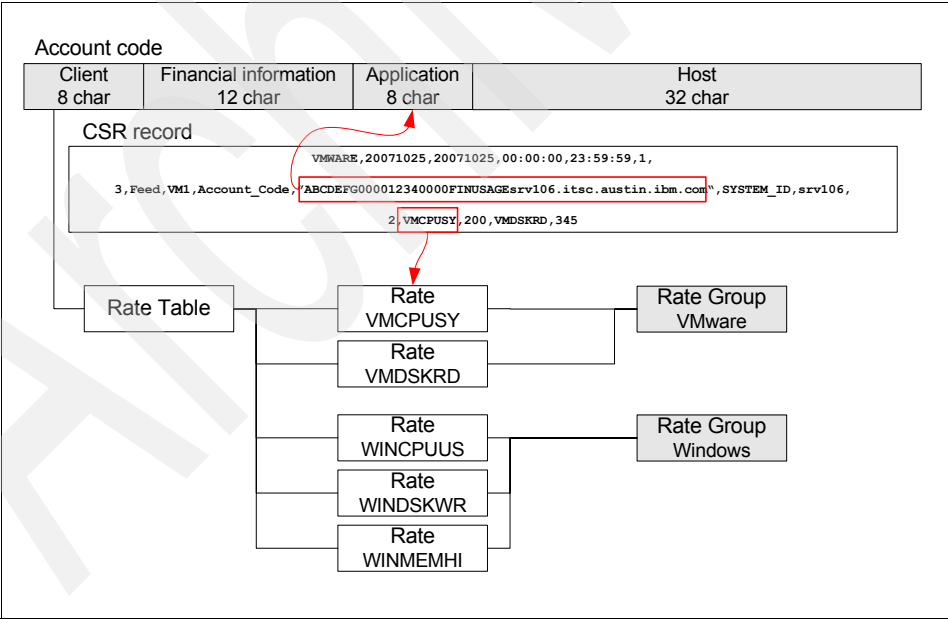 Account code
Client Financial information Application Host
8 char 12 char 8 char 32 char
CSR record
VMWARE,20071025,20071025,00:00:00,23:59:59,1,
3,Feed,VM1,Account_Code,"ABCDEFG000012340000FINUSAGEsrv106.itsc.austin.ibm.com",SYSTEM_ID,srv106,
2,VMCPUSY,200,VMDSKRD,345
Rate Table
Rate
VMCPUSY
Rate Group
VMware
Rate
VMDSKRD
Rate
WINCPUUS
Rate Group
Windows
Rate
WINDSKWR
Rate
WINMEMHI